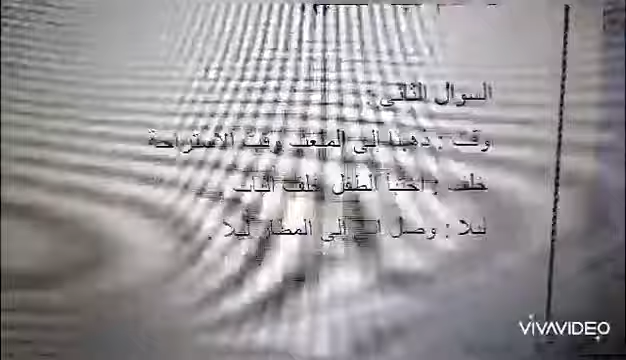 السوال الثاني :
وقت : ذهبنا إلى الملعب وقت الاستراحة
خلف : اختبأ الطفل خلف الباب
ليلا : وصل أبي إلى المطار ليلا .
VIVAVIDEO